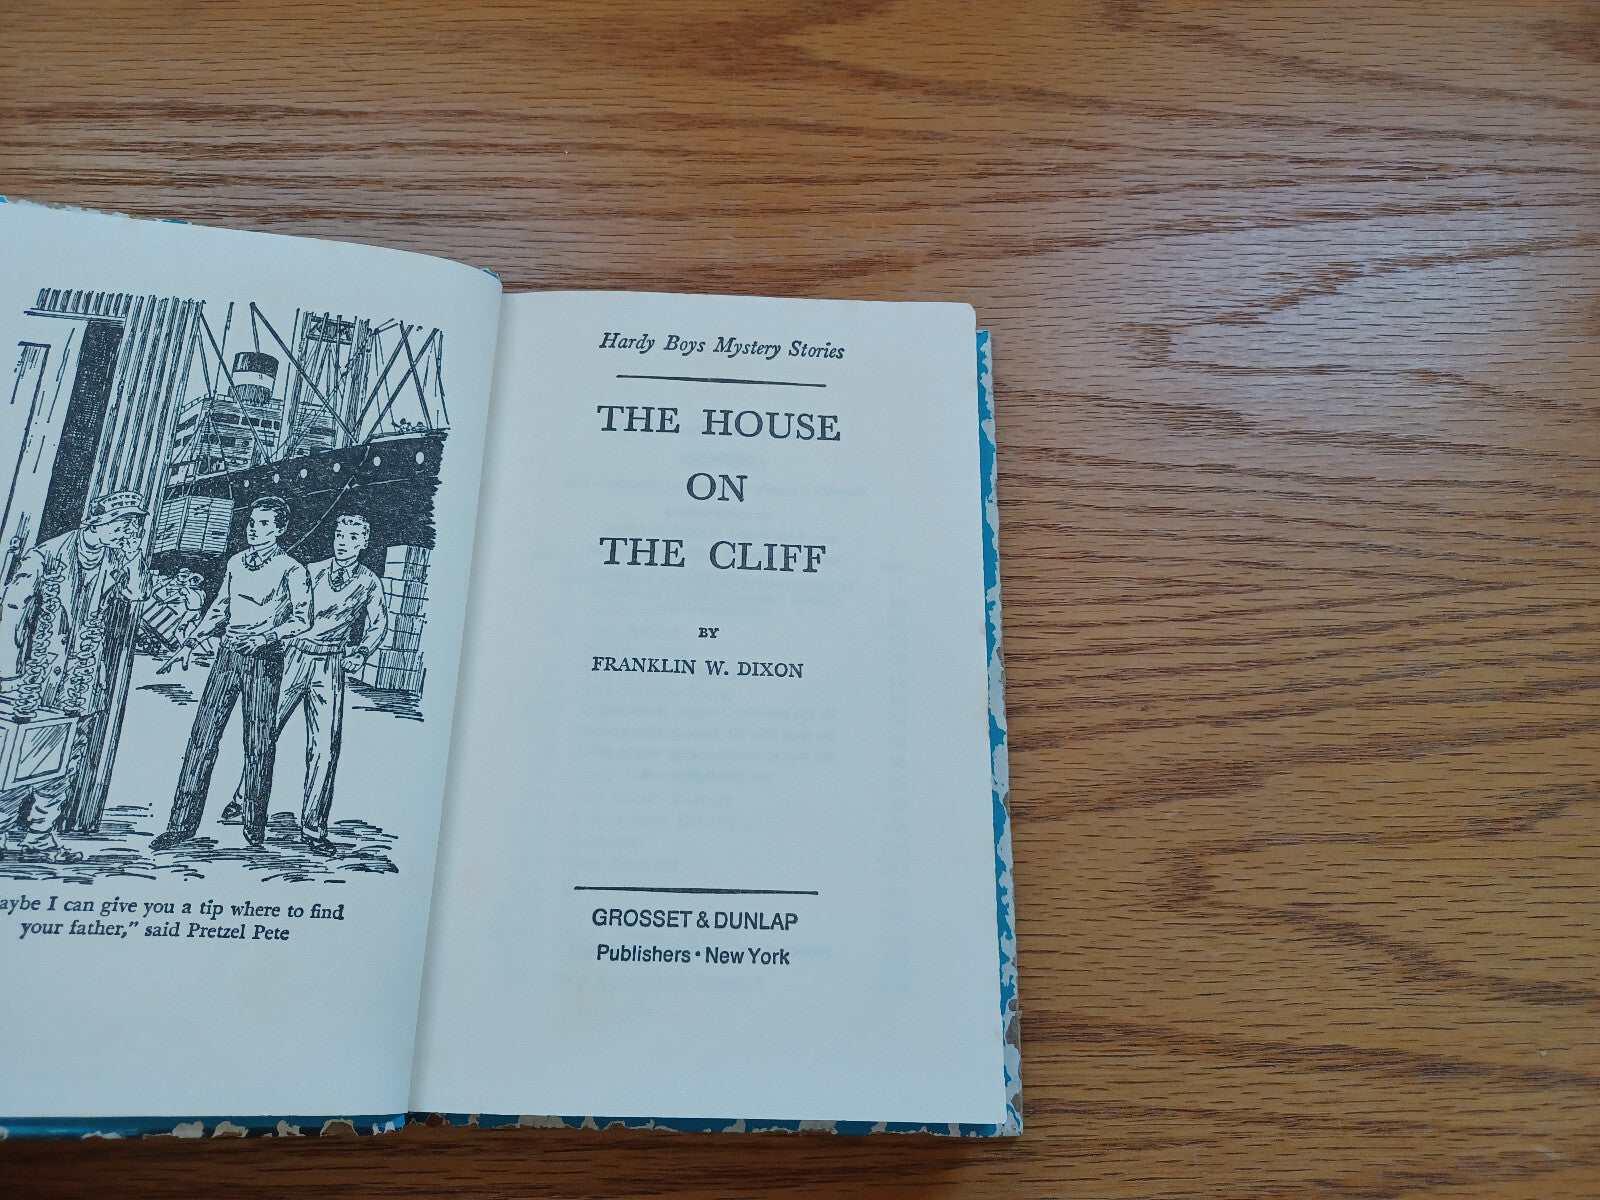 aybe I can give you a tip where to find
your father," said Pretzel Pete
Hardy Boys Mystery Stories
THE HOUSE
ON
THE CLIFF
BY
FRANKLIN W. DIXON
GROSSET & DUNLAP
Publishers • New York